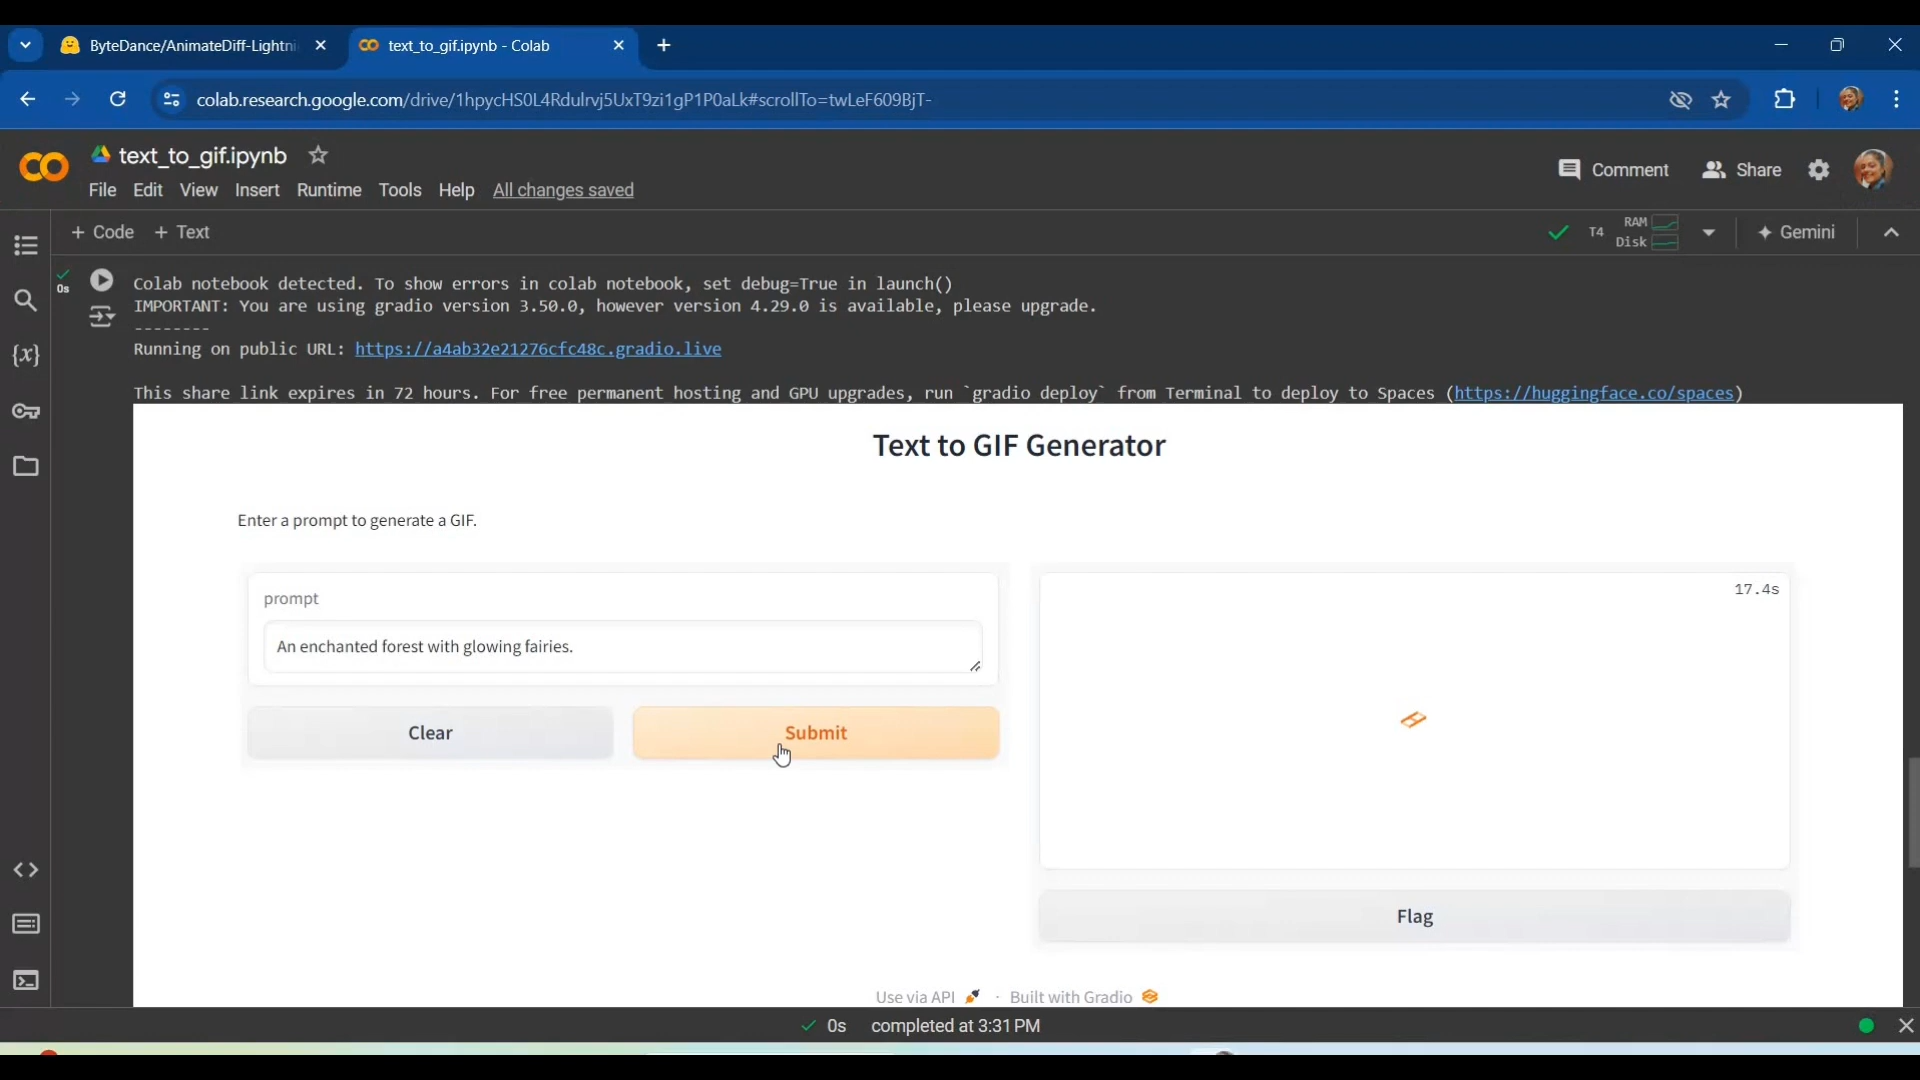 ByteDance/AnimateDiff-Lightni
text_to_gif.ipynb - Colab
colab.research.google.com/drive/1hpycHS0L4Rdulrvj5UxT9zi1gP1P0aLk#scrollTo=twLeF609BjT-
text_to_gif.ipynb
File Edit View Insert Runtime Tools Help All changes saved
Comment
Share
+ Code + Text
T4
RAM
Disk
Gemini
0s
{x}
Colab notebook detected. To show errors in colab notebook, set debug=True in launch()
IMPORTANT: You are using gradio version 3.50.0, however version 4.29.0 is available, please upgrade.
--------
Running on public URL: https://a4ab32e21276cfc48c.gradio.live
This share link expires in 72 hours. For free permanent hosting and GPU upgrades, run `gradio deploy` from Terminal to deploy to Spaces (https://huggingface.co/spaces)
Text to GIF Generator
Enter a prompt to generate a GIF.
prompt
An enchanted forest with glowing fairies.
Clear
Submit
17.4s
Flag
Use via API · Built with Gradio
0s completed at 3:31 PM